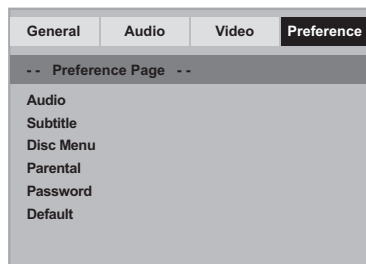 General Audio Video Preference
- - Preference Page - -
Audio
Subtitle
Disc Menu
Parental
Password
Default